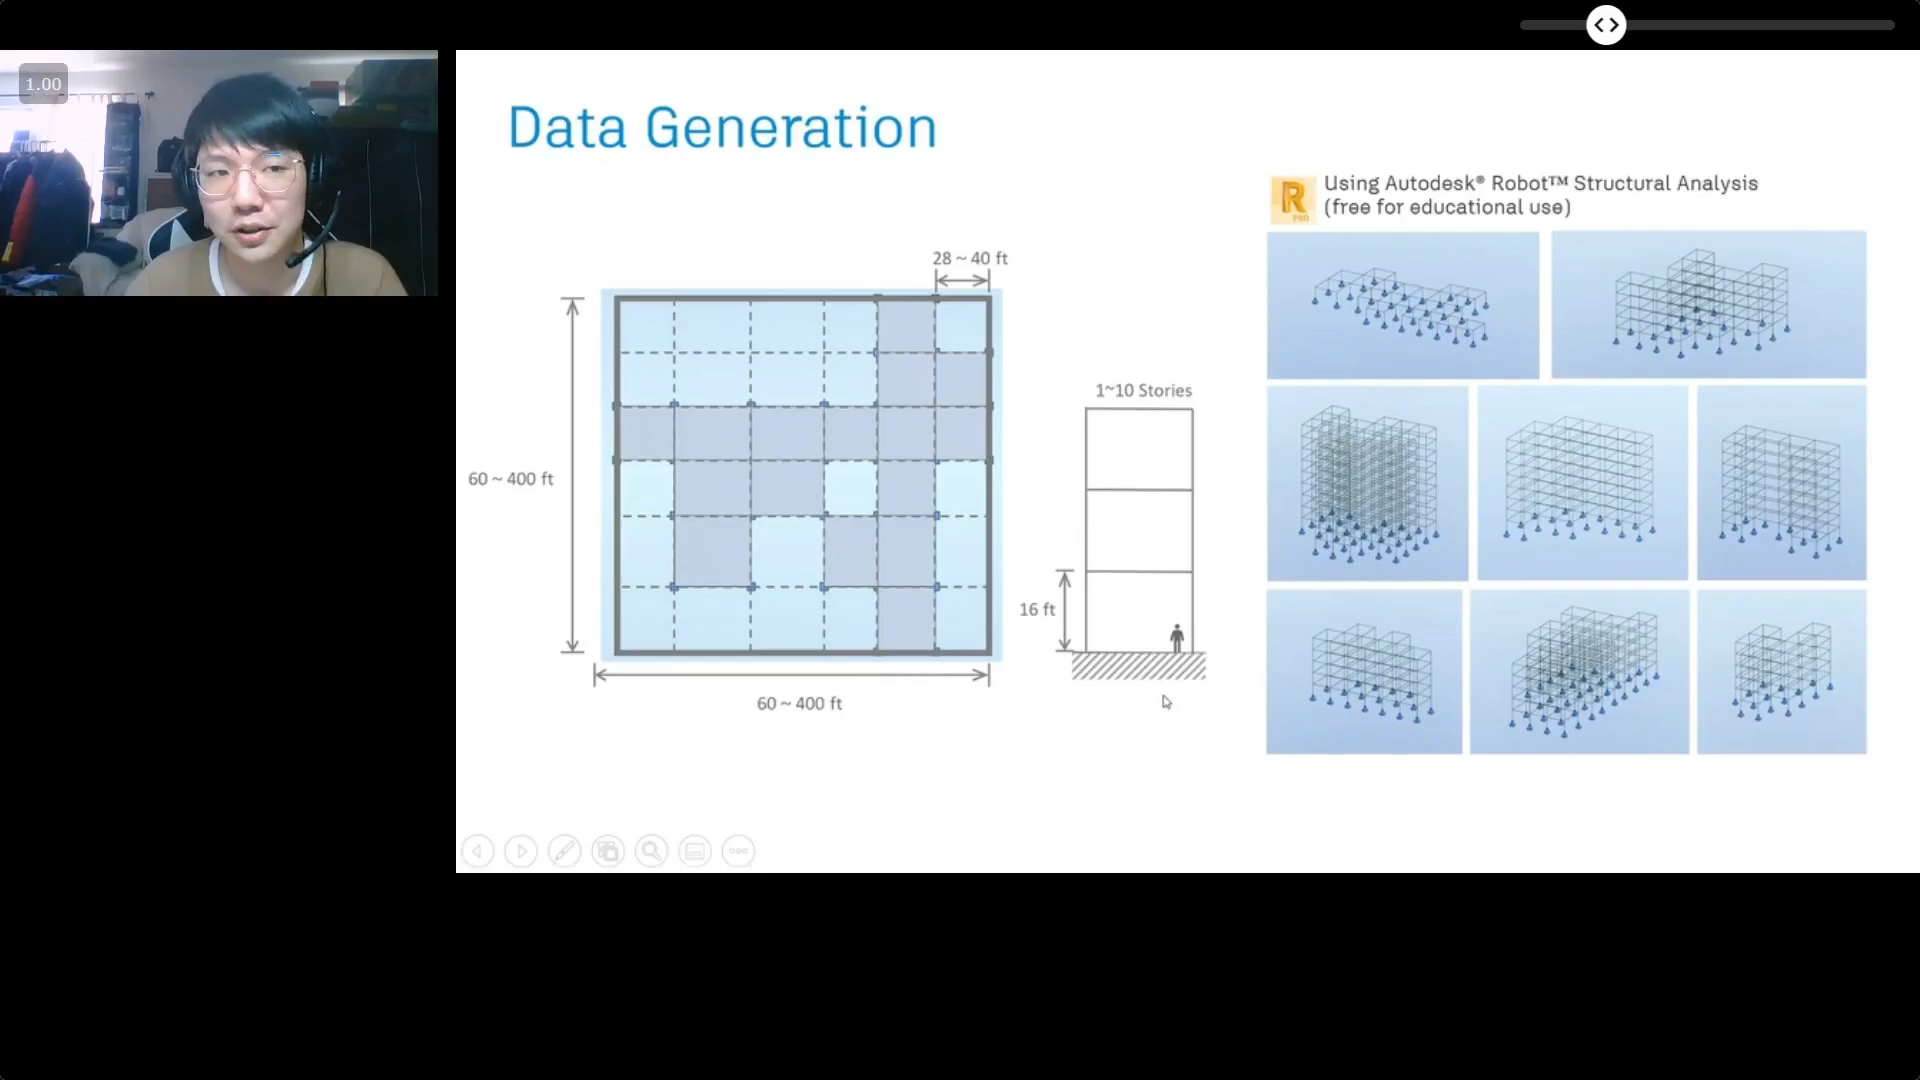 1.00
Data Generation
R
PRO
Using Autodesk® Robot™ Structural Analysis
(free for educational use)
28 ~ 40 ft
1~10 Stories
60 ~ 400 ft
16 ft
60 ~ 400 ft